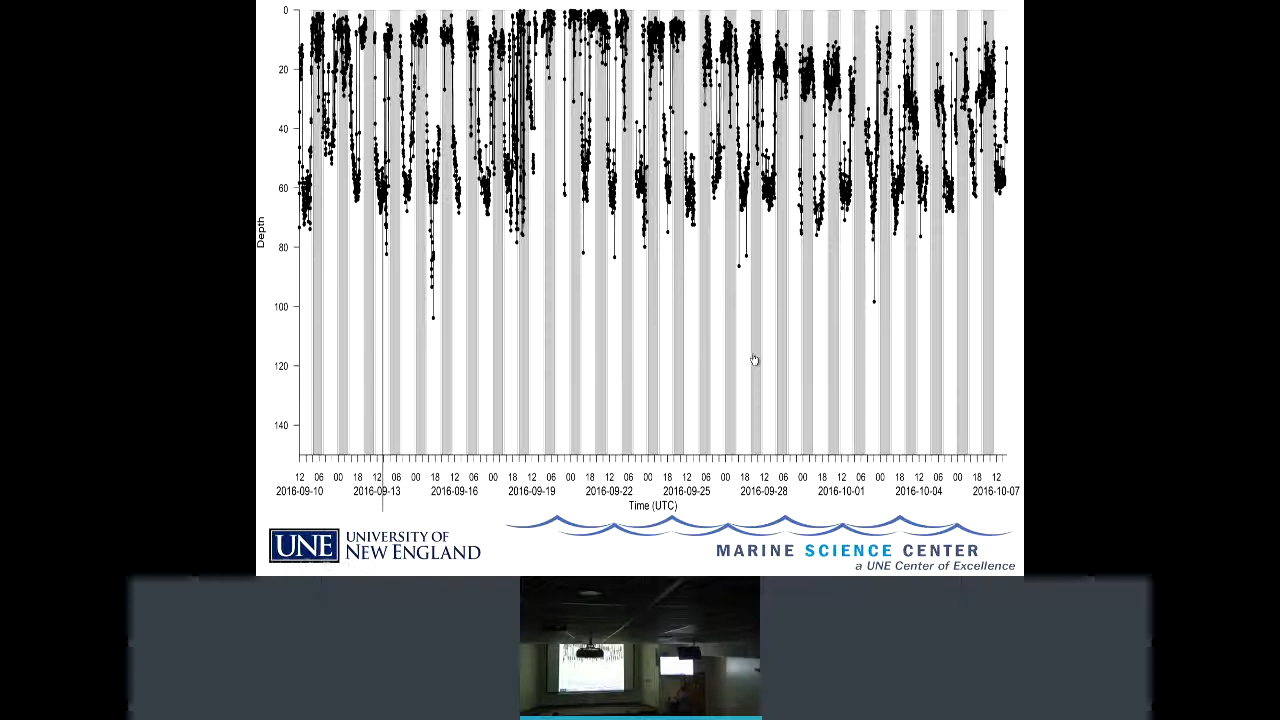 0
20
40
60
80
100
120
140
Depth
12 06 00 18 12 06 00 18 12 06 00 18 12 06 00 18 12 06 00 18 12 06 00 18 12 06 00 18 12 06 00 18 12 06 00 18 12
2016-09-10 2016-09-13 2016-09-16 2016-09-19 2016-09-22 2016-09-25 2016-09-28 2016-10-01 2016-10-04 2016-10-07
Time (UTC)
UNE
UNIVERSITY OF
NEW ENGLAND
MARINE SCIENCE CENTER
a UNE Center of Excellence